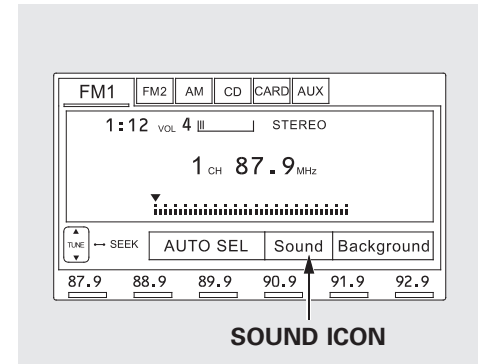 FM1 FM2 AM CD CARD AUX
1:12 VOL 4 STEREO
1 CH 87.9 MHz
TUNE SEEK AUTO SEL Sound Background
87.9 88.9 89.9 90.9 91.9 92.9
SOUND ICON